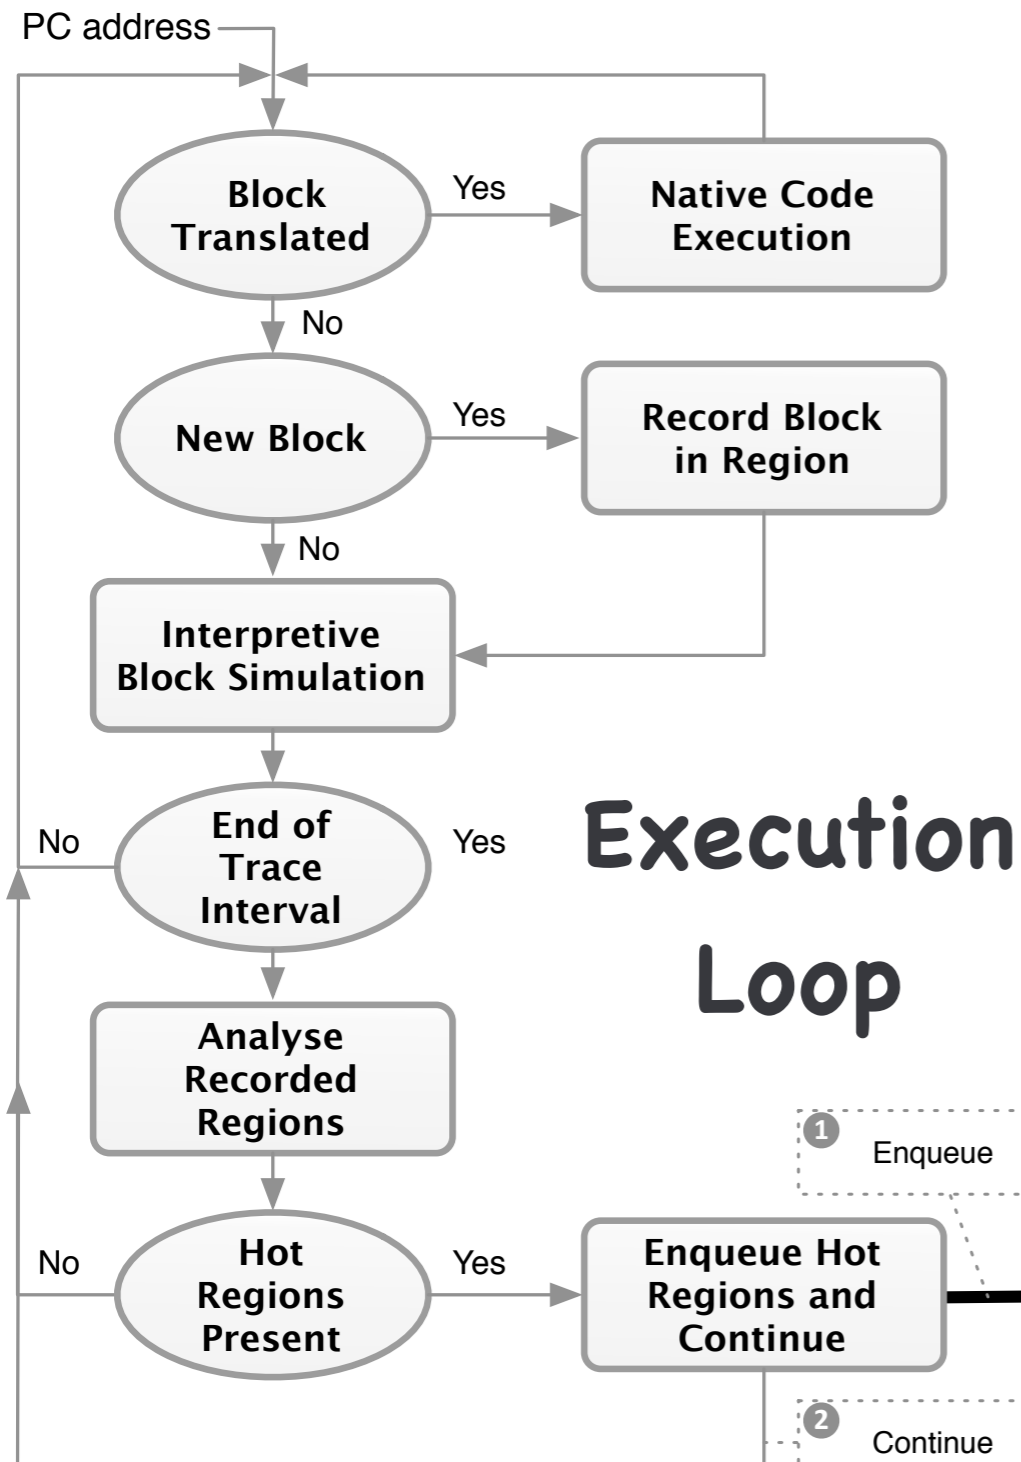 PC address
Block
Translated
Yes
Native Code
Execution
No
New Block
Yes
Record Block
in Region
No
Interpretive
Block Simulation
No
End of
Trace
Interval
Yes
Execution
Loop
Analyse
Recorded
Regions
1
Enqueue
No
Hot
Regions
Present
Yes
Enqueue Hot
Regions and
Continue
2
Continue